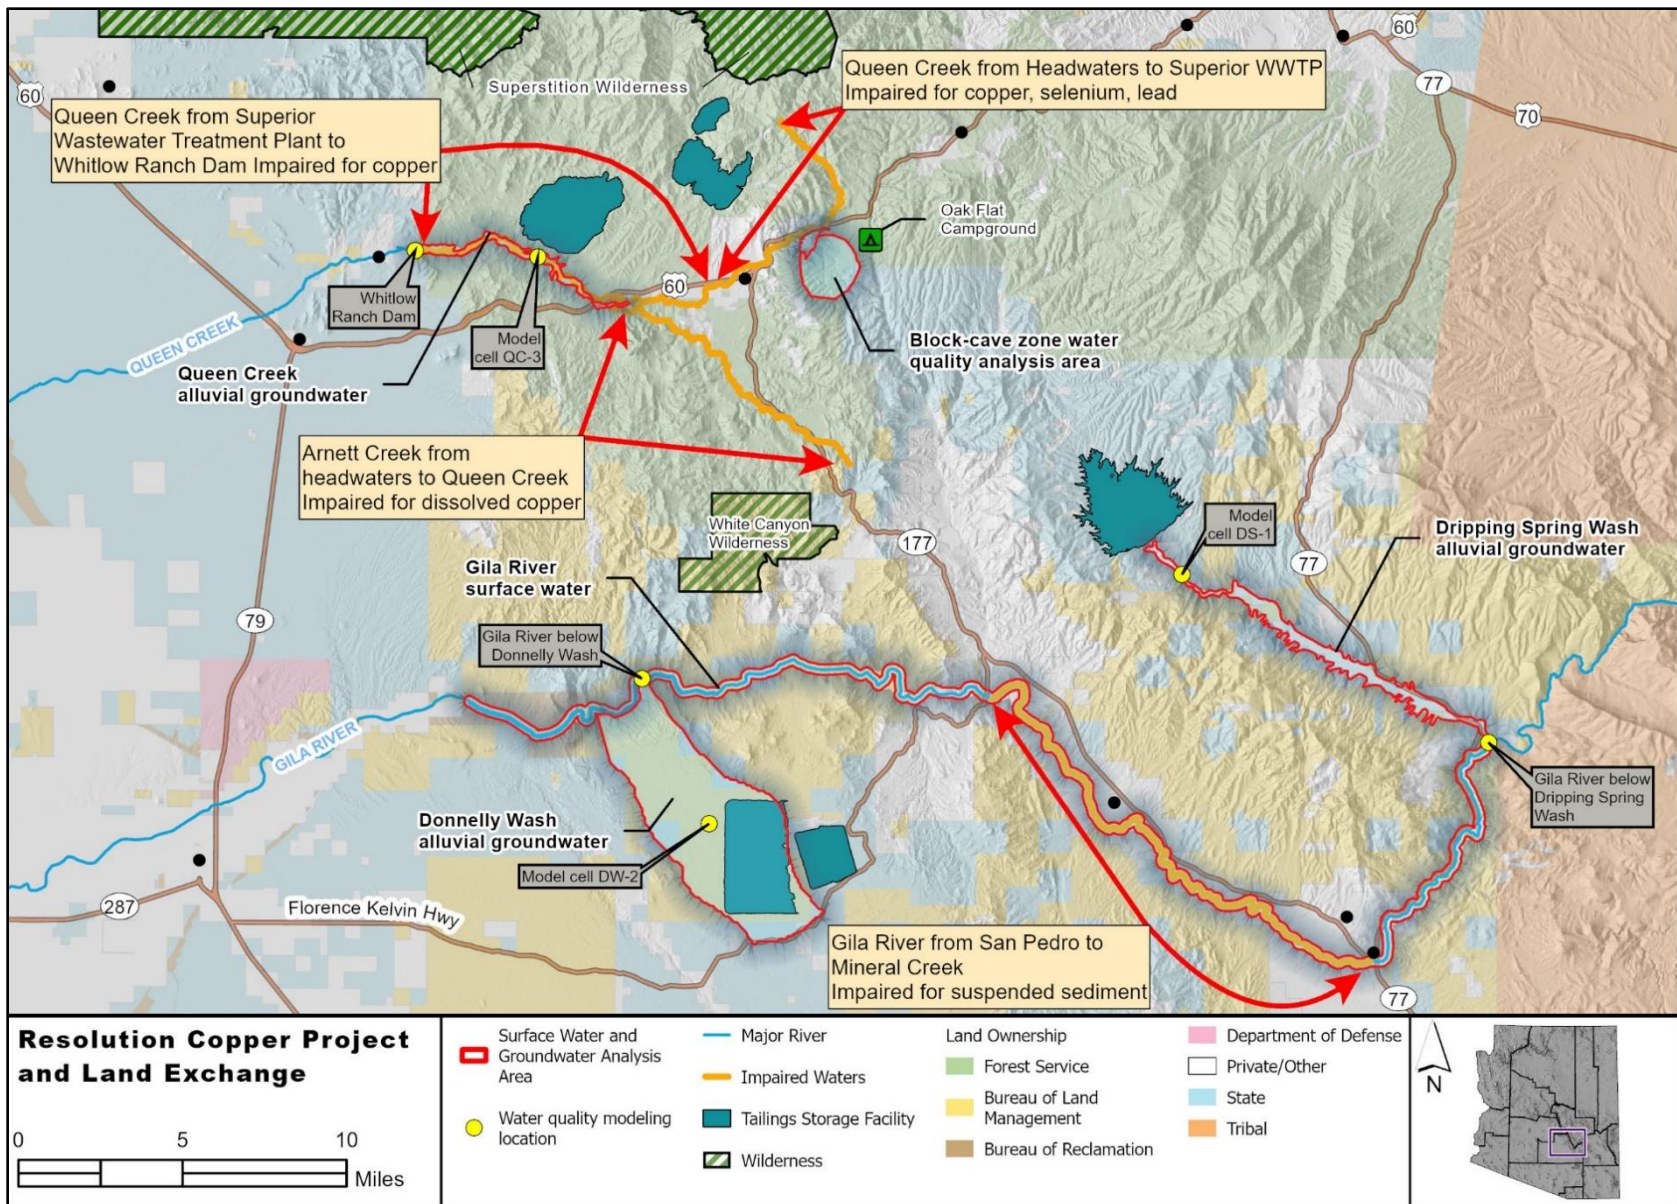 60
Superstition Wilderness
Queen Creek from Headwaters to Superior WWTP
Impaired for copper, selenium, lead
60
77
70
Queen Creek from Superior
Wastewater Treatment Plant to
Whitlow Ranch Dam Impaired for copper
Oak Flat
Campground
Whitlow
Ranch Dam
60
Model
cell QC-3
QUEEN CREEK
Queen Creek
alluvial groundwater
Block-cave zone water
quality analysis area
Arnett Creek from
headwaters to Queen Creek
Impaired for dissolved copper
White Canyon
Wilderness
177
Model
cell DS-1
Dripping Spring Wash
alluvial groundwater
77
Gila River
surface water
79
Gila River below
Donnelly Wash
GILA RIVER
Gila River below
Dripping Spring
Wash
Donnelly Wash
alluvial groundwater
Model cell DW-2
287
Florence Kelvin Hwy
Gila River from San Pedro to
Mineral Creek
Impaired for suspended sediment
77
Resolution Copper Project
and Land Exchange
0
5
10
Miles
Surface Water and
Groundwater Analysis
Area
Water quality modeling
location
Major River
Impaired Waters
Tailings Storage Facility
Wilderness
Land Ownership
Forest Service
Bureau of Land
Management
Bureau of Reclamation
Department of Defense
Private/Other
State
Tribal
N